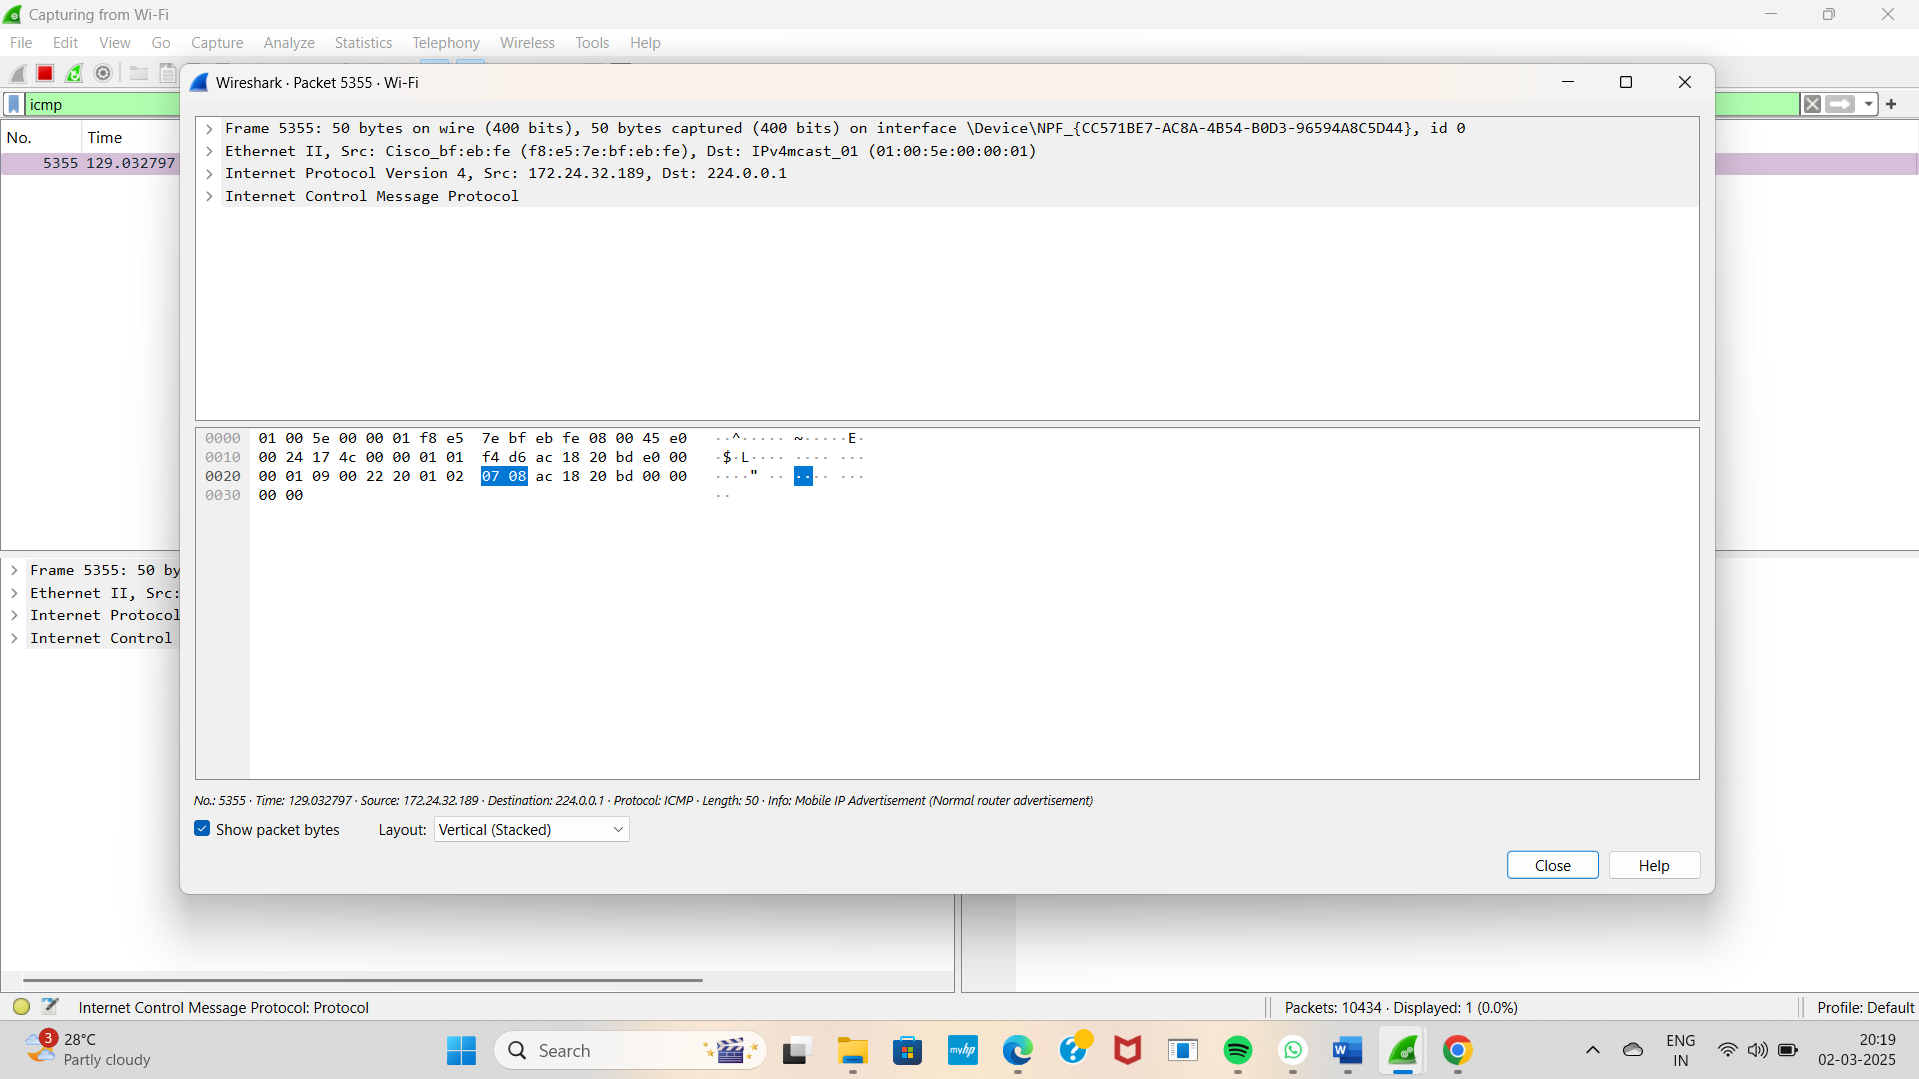 Capturing from Wi-Fi
File Edit View Go Capture Analyze Statistics Telephony Wireless Tools Help
Wireshark · Packet 5355 · Wi-Fi
icmp
No. Time
5355 129.032797
Frame 5355: 50 bytes on wire (400 bits), 50 bytes captured (400 bits) on interface \Device\NPF_{CC571BE7-AC8A-4B54-B0D3-96594A8C5D44}, id 0
Ethernet II, Src: Cisco_bf:eb:fe (f8:e5:7e:bf:eb:fe), Dst: IPv4mcast_01 (01:00:5e:00:00:01)
Internet Protocol Version 4, Src: 172.24.32.189, Dst: 224.0.0.1
Internet Control Message Protocol
0000 01 00 5e 00 00 01 f8 e5 7e bf eb fe 08 00 45 e0 ··^····· ~·····E·
0010 00 24 17 4c 00 00 01 01 f4 d6 ac 18 20 bd e0 00 ·$·L···· ···· ···
0020 00 01 09 00 22 20 01 02 07 08 ac 18 20 bd 00 00 ····" ·· ···· ···
0030 00 00 ··
Frame 5355: 50 by
Ethernet II, Src:
Internet Protocol
Internet Control
No.: 5355 · Time: 129.032797 · Source: 172.24.32.189 · Destination: 224.0.0.1 · Protocol: ICMP · Length: 50 · Info: Mobile IP Advertisement (Normal router advertisement)
Show packet bytes Layout: Vertical (Stacked)
Close Help
Internet Control Message Protocol: Protocol Packets: 10434 · Displayed: 1 (0.0%) Profile: Default
3 28°C
Partly cloudy
Search
myhp
W
ENG
IN
20:19
02-03-2025